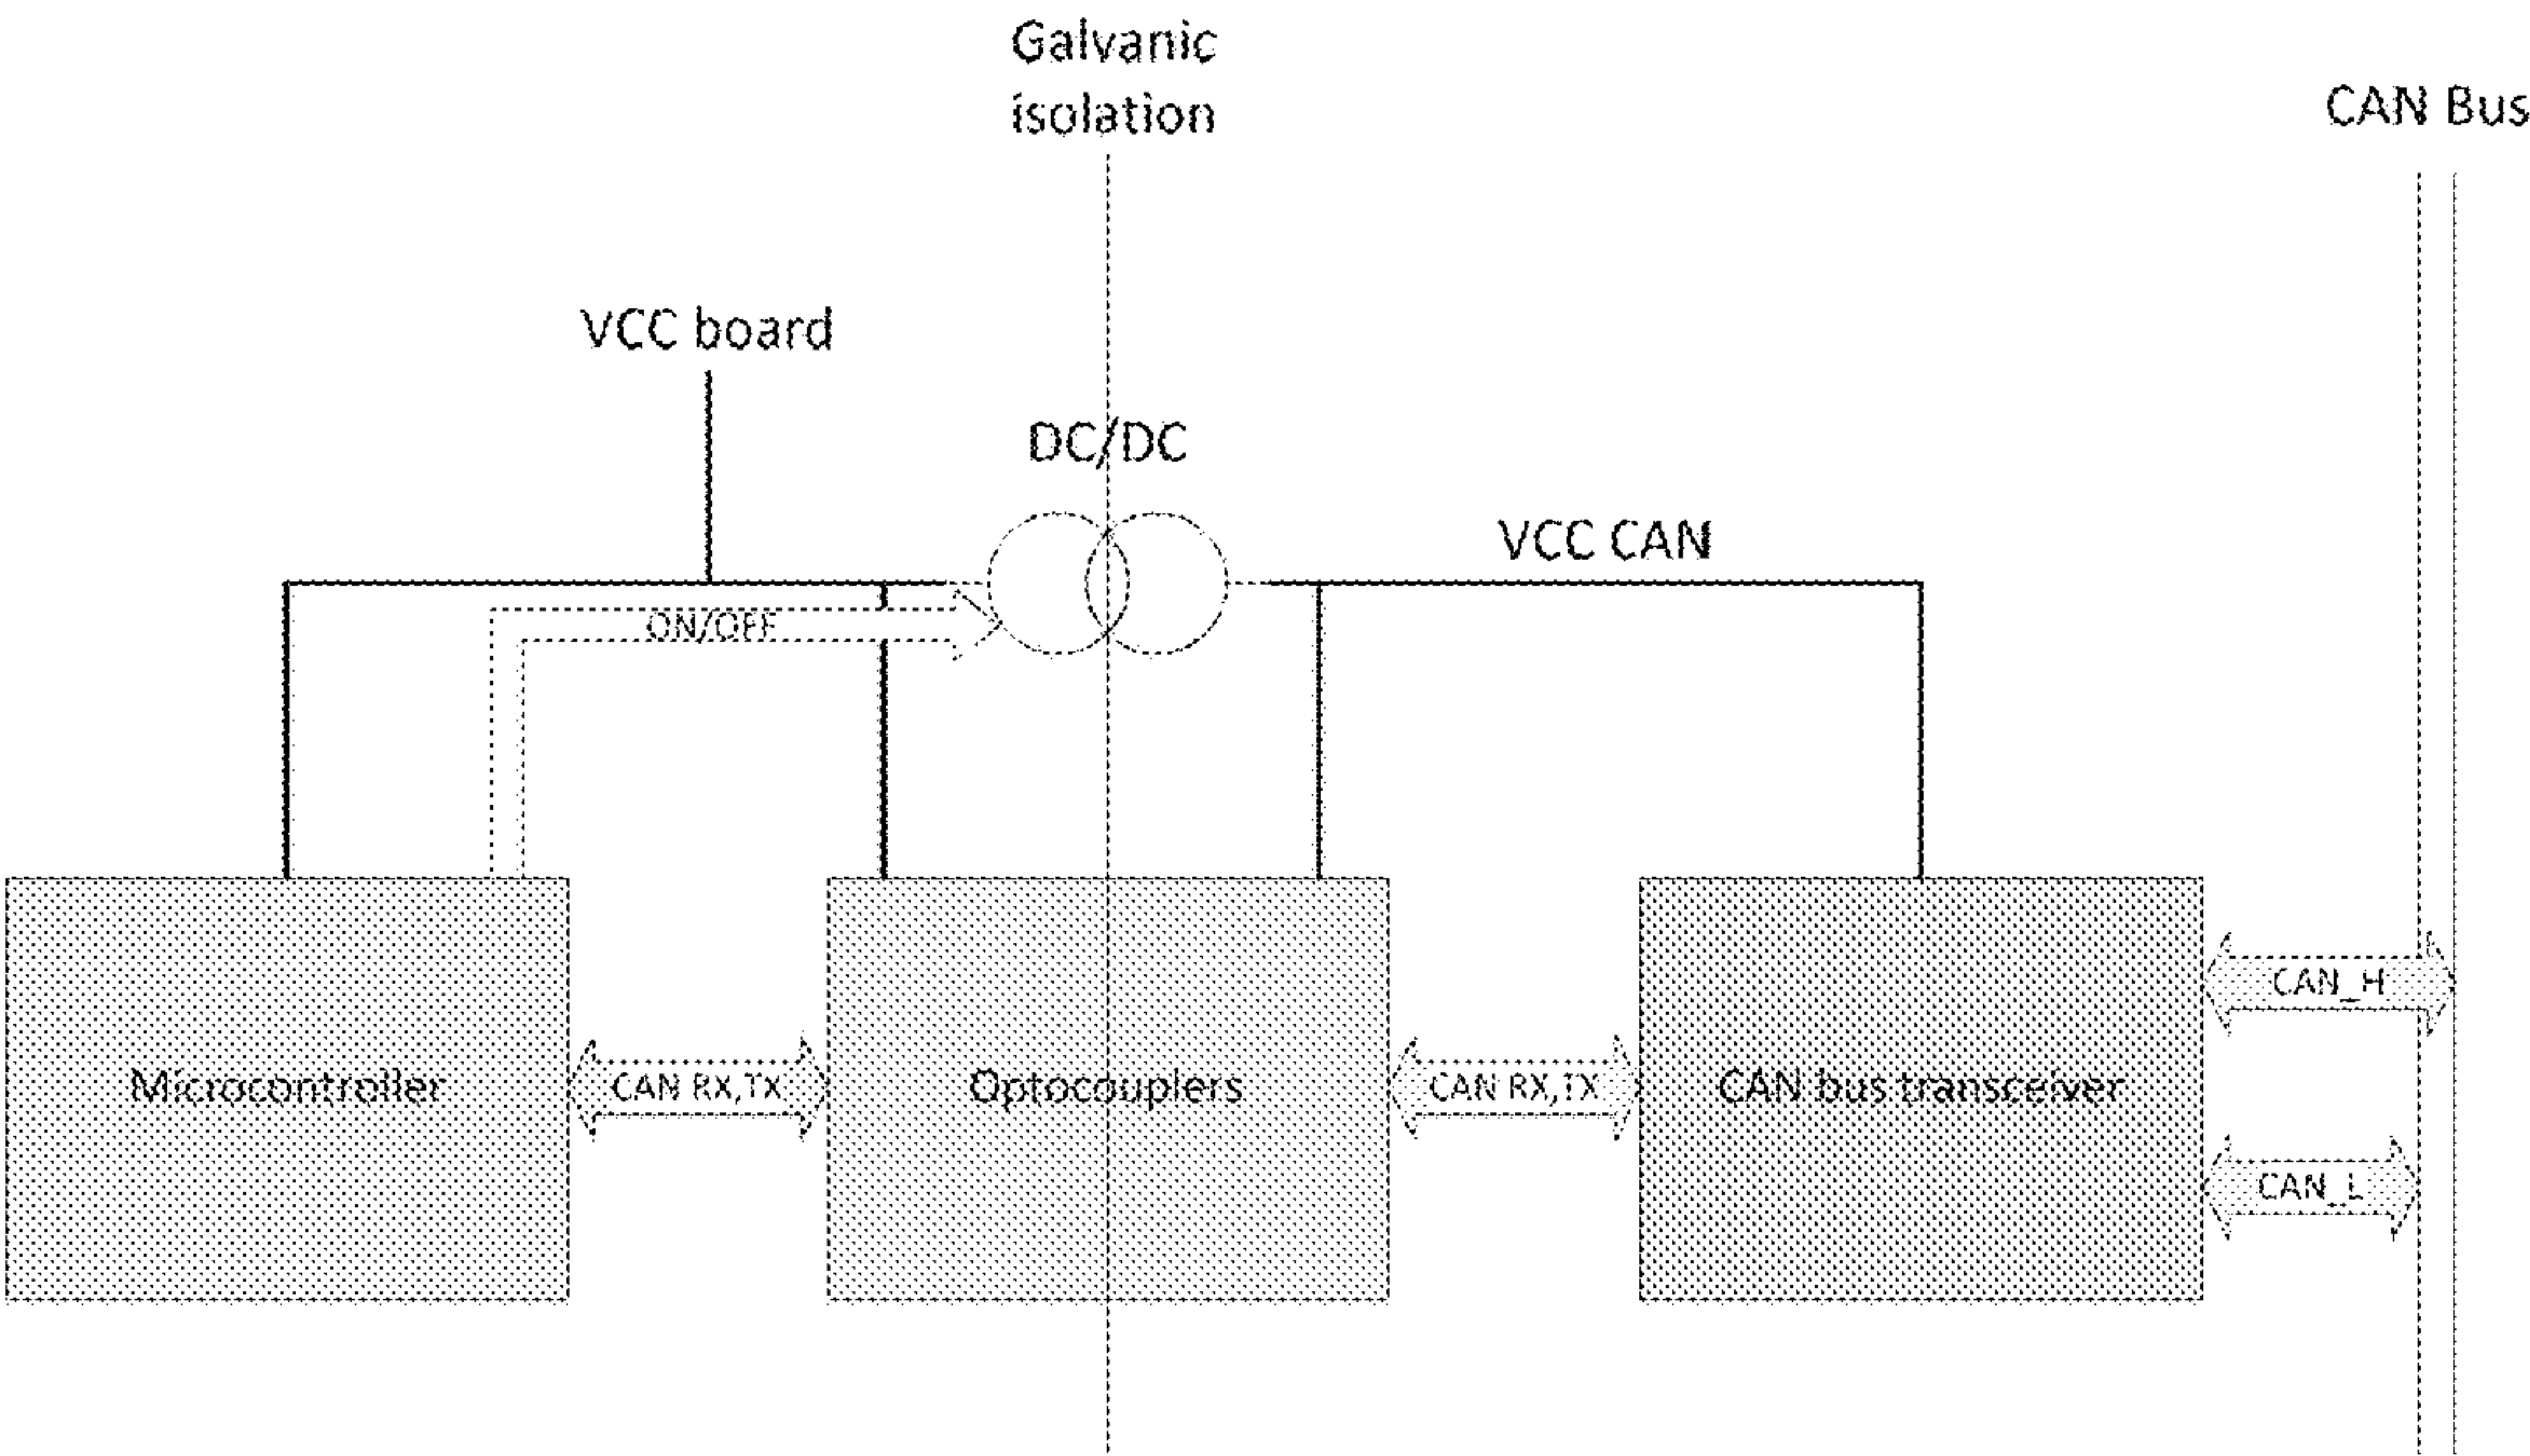 Galvanic
isolation
CAN Bus
VCC board
DC/DC
VCC CAN
ON/OFF
CAN_H
Microcontroller
CAN RX,TX
Optocouplers
CAN RX,TX
CAN bus transceiver
CAN_L